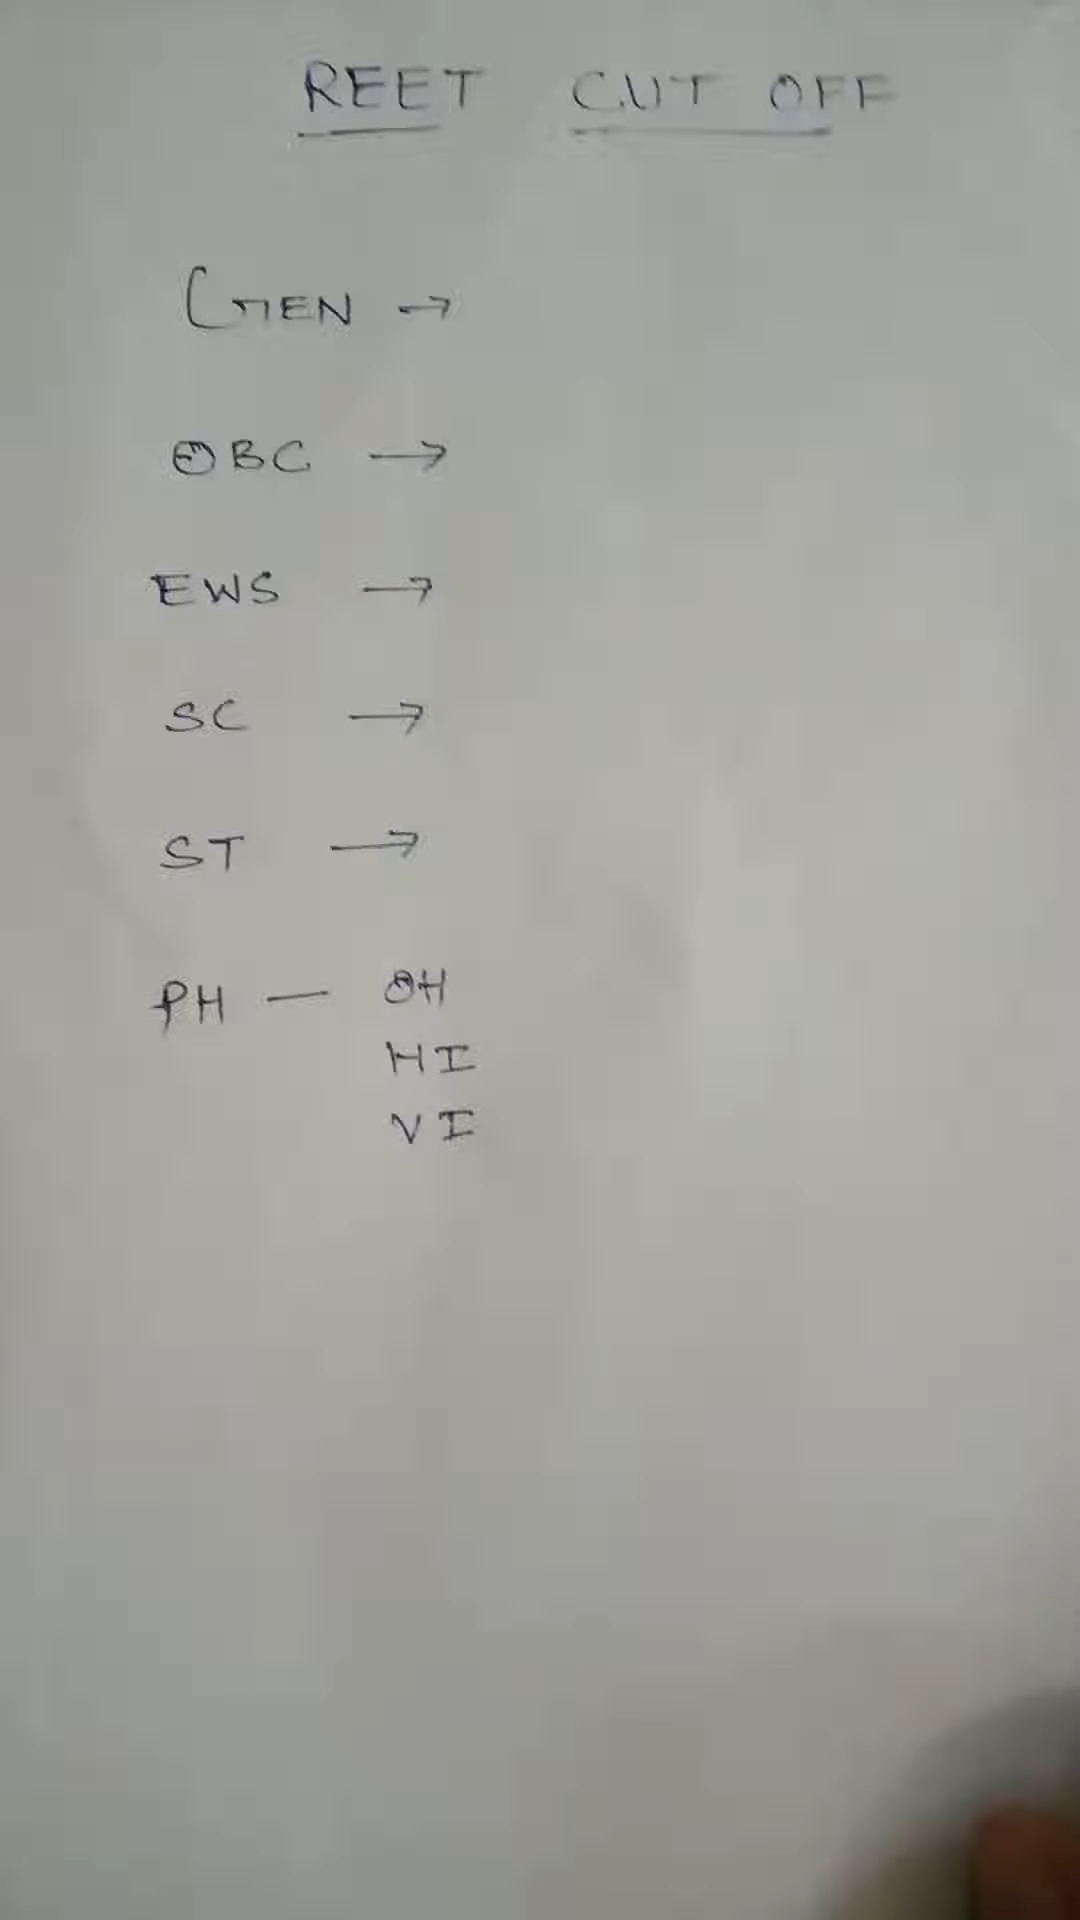 REET CUT OFF
GEN →
OBC →
EWS →
SC →
ST →
PH — OH
HI
VI